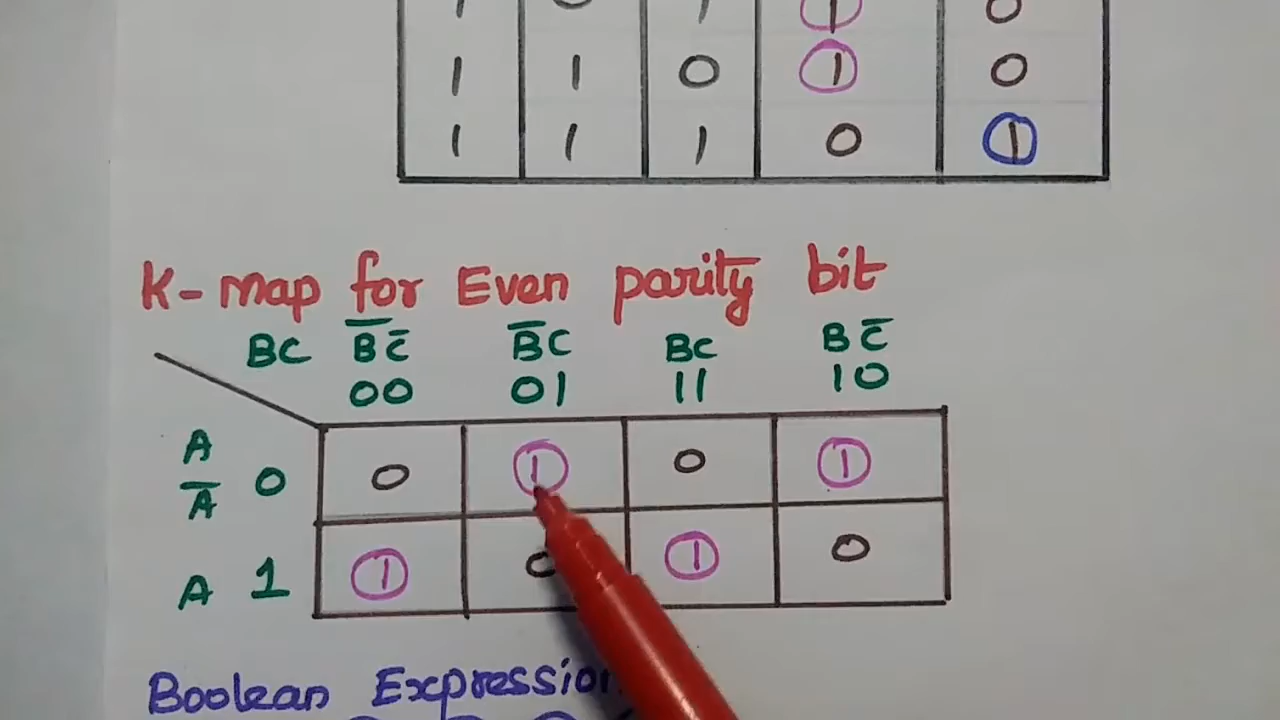 1 0 1 1 0
1 1 0 1 0
1 1 1 0 1
K-Map for Even parity bit
BC B̅C̅ B̅C BC BC̅
00 01 11 10
A
A̅ 0 0 1 0 1
A 1 1 0 1 0
Boolean Expression